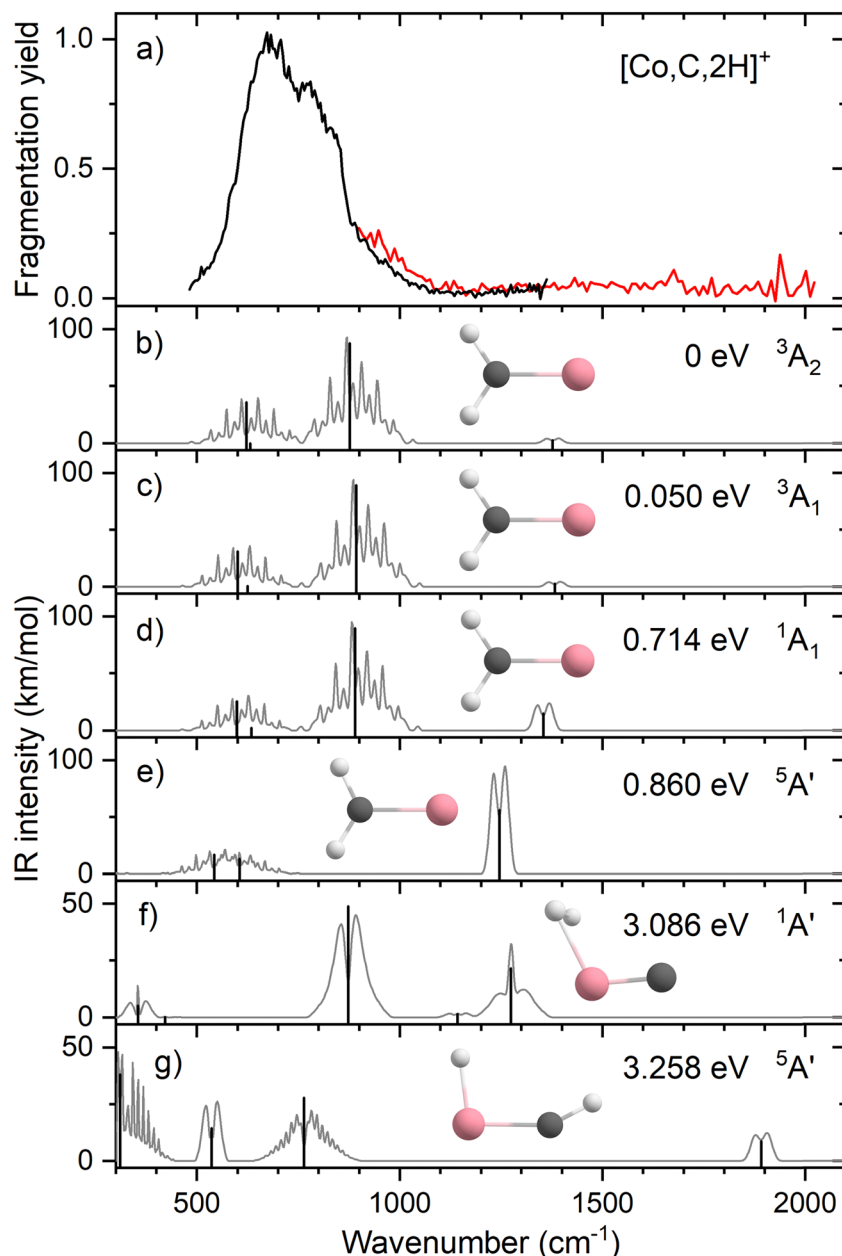 a)
[Co,C,2H]⁺
Fragmentation yield
1.0
0.5
0.0
b)
0 eV ³A₂
100
0
c)
0.050 eV ³A₁
100
0
d)
0.714 eV ¹A₁
100
0
e)
0.860 eV ⁵A'
100
0
f)
3.086 eV ¹A'
50
0
g)
3.258 eV ⁵A'
50
0
IR intensity (km/mol)
500 1000 1500 2000
Wavenumber (cm⁻¹)